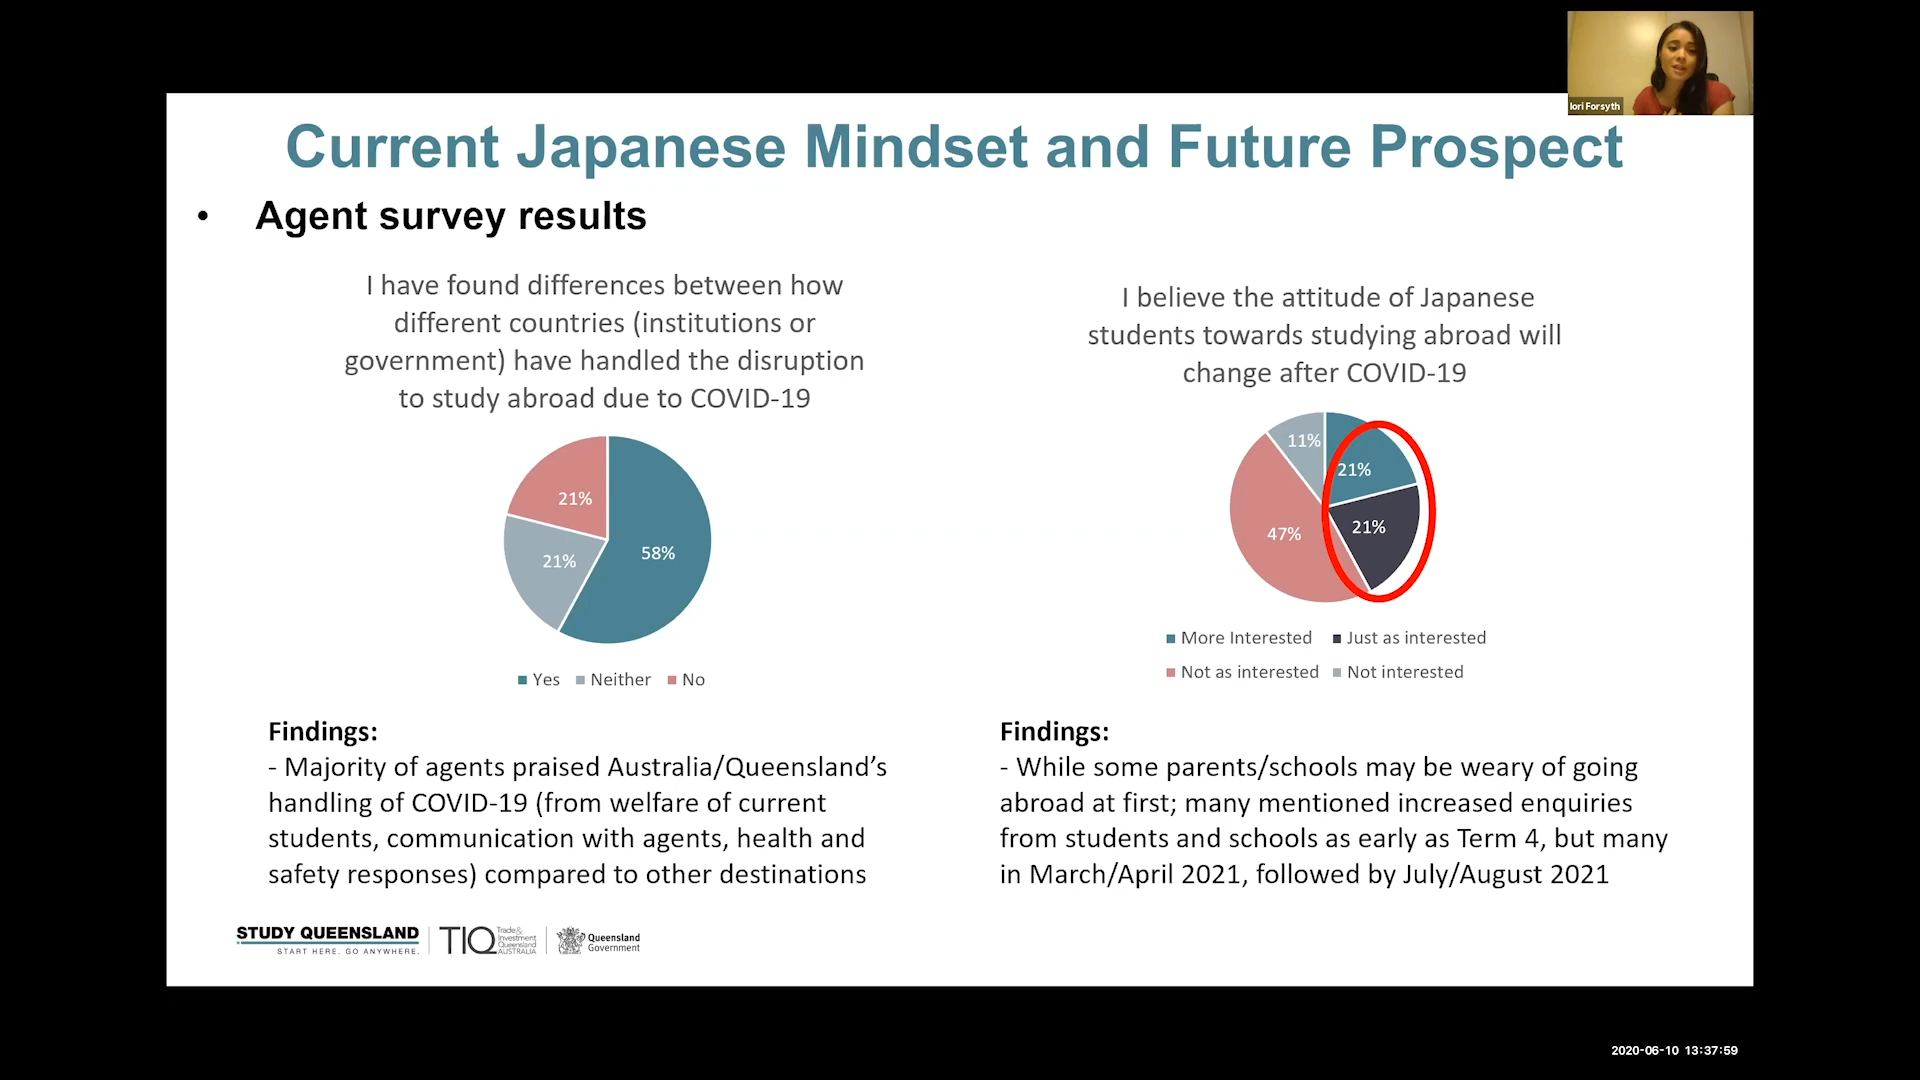 Iori Forsyth
Current Japanese Mindset and Future Prospect
• Agent survey results
I have found differences between how
different countries (institutions or
government) have handled the disruption
to study abroad due to COVID-19
21%
21%
58%
Yes Neither No
Findings:
- Majority of agents praised Australia/Queensland’s
handling of COVID-19 (from welfare of current
students, communication with agents, health and
safety responses) compared to other destinations
I believe the attitude of Japanese
students towards studying abroad will
change after COVID-19
11%
21%
47%
21%
More Interested Just as interested
Not as interested Not interested
Findings:
- While some parents/schools may be weary of going
abroad at first; many mentioned increased enquiries
from students and schools as early as Term 4, but many
in March/April 2021, followed by July/August 2021
STUDY QUEENSLAND
START HERE. GO ANYWHERE.
TIQ
Trade &
Investment
Queensland
AUSTRALIA
Queensland
Government
2020-06-10 13:37:59